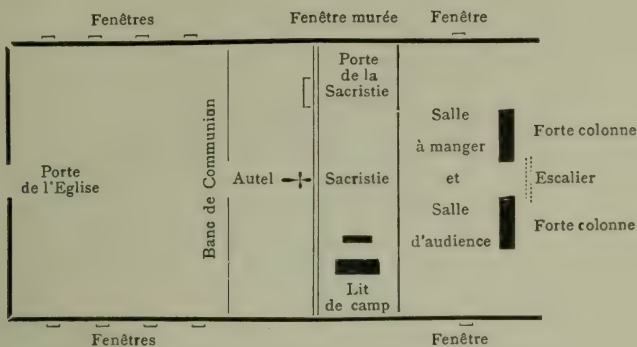 Fenêtres
Fenêtre murée
Fenêtre
Porte
de la
Sacristie
Salle
à manger
et
Salle
d'audience
Forte colonne
Escalier
Forte colonne
Porte
de l'Eglise
Banc de Communion
Autel
Sacristie
Lit
de camp
Fenêtres
Fenêtre